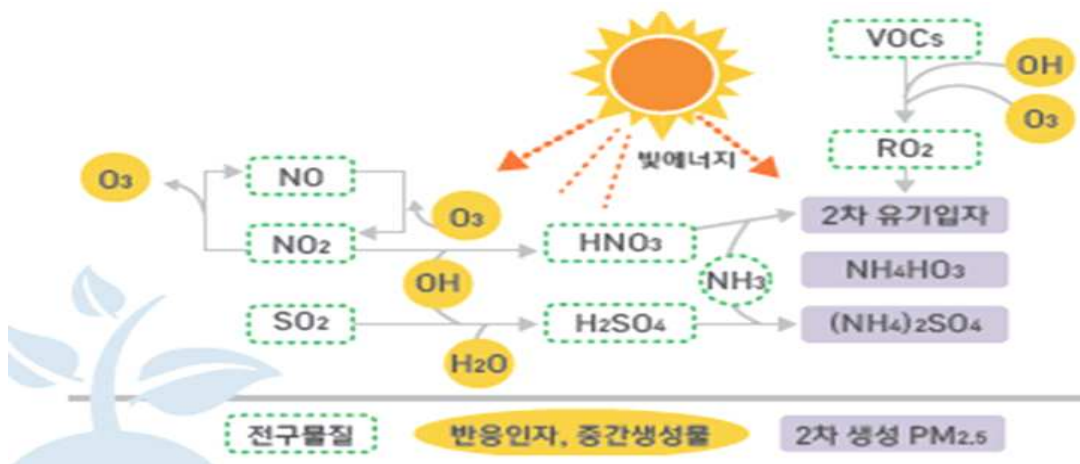 VOCs
OH
O3
RO2
빛에너지
O3
NO
O3
NO2
HNO3
2차 유기입자
OH
NH3
NH4HO3
SO2
H2SO4
(NH4)2SO4
H2O
전구물질
반응인자, 중간생성물
2차 생성 PM2.5